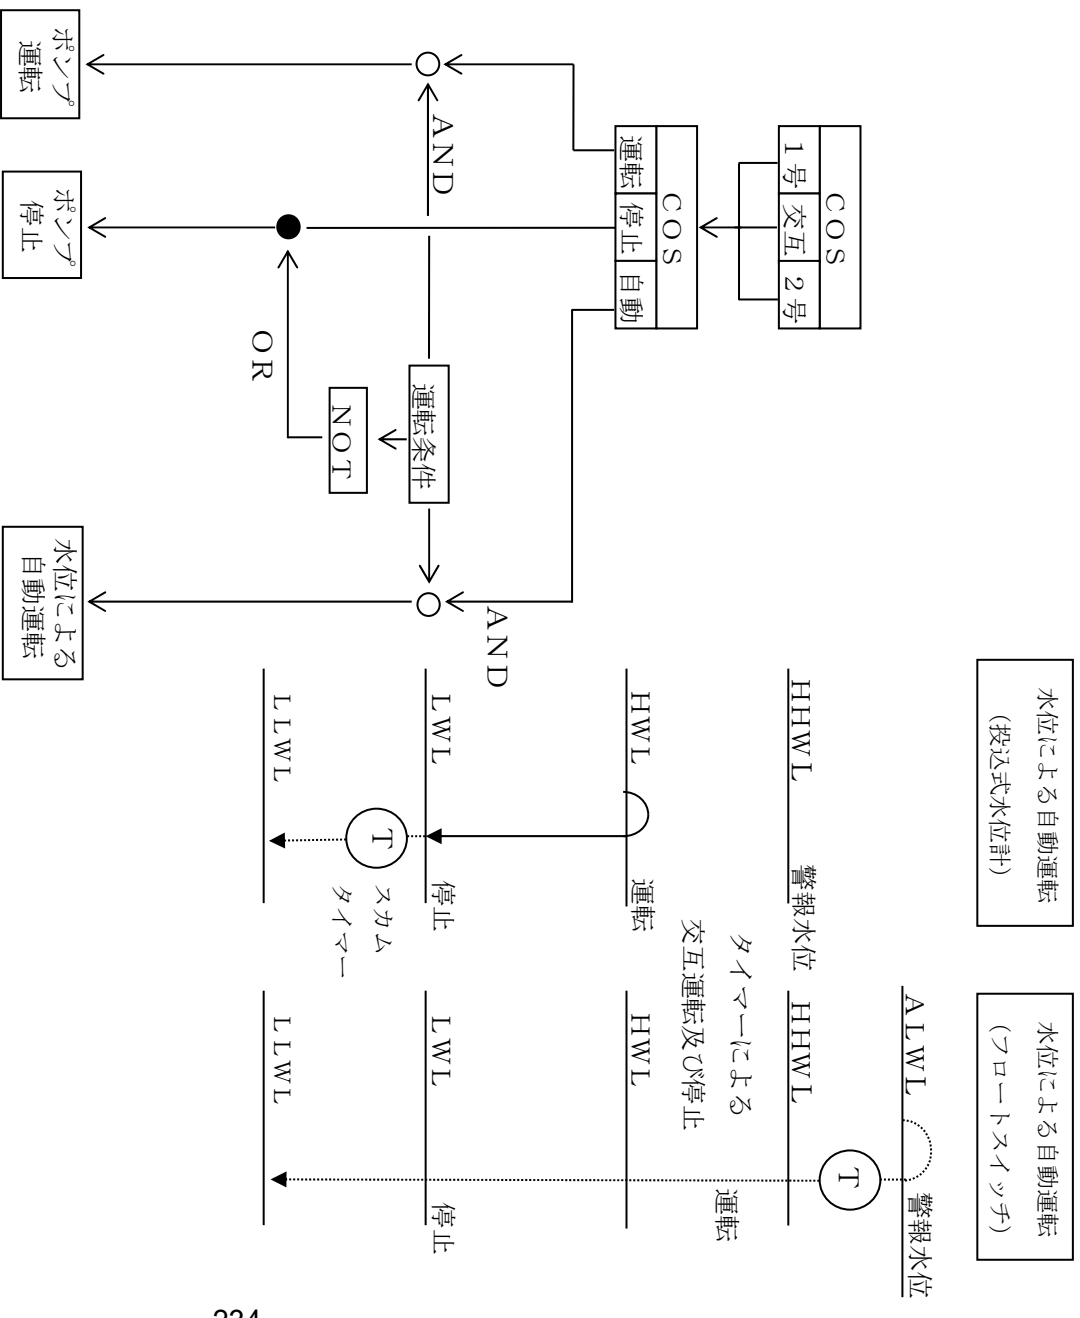 COS
1号 交互 2号
COS
運転 停止 自動
AND
運転条件
AND
NOT
OR
ポンプ
運転
ポンプ
停止
水位による
自動運転
水位による自動運転
(投込式水位計)
HHWL
警報水位
HWL
運転
LWL
停止
T
スカム
タイマー
LLWL
水位による自動運転
(フロートスイッチ)
ALWL
警報水位
T
HHWL
タイマーによる
交互運転及び停止
運転
HWL
LWL
停止
LLWL